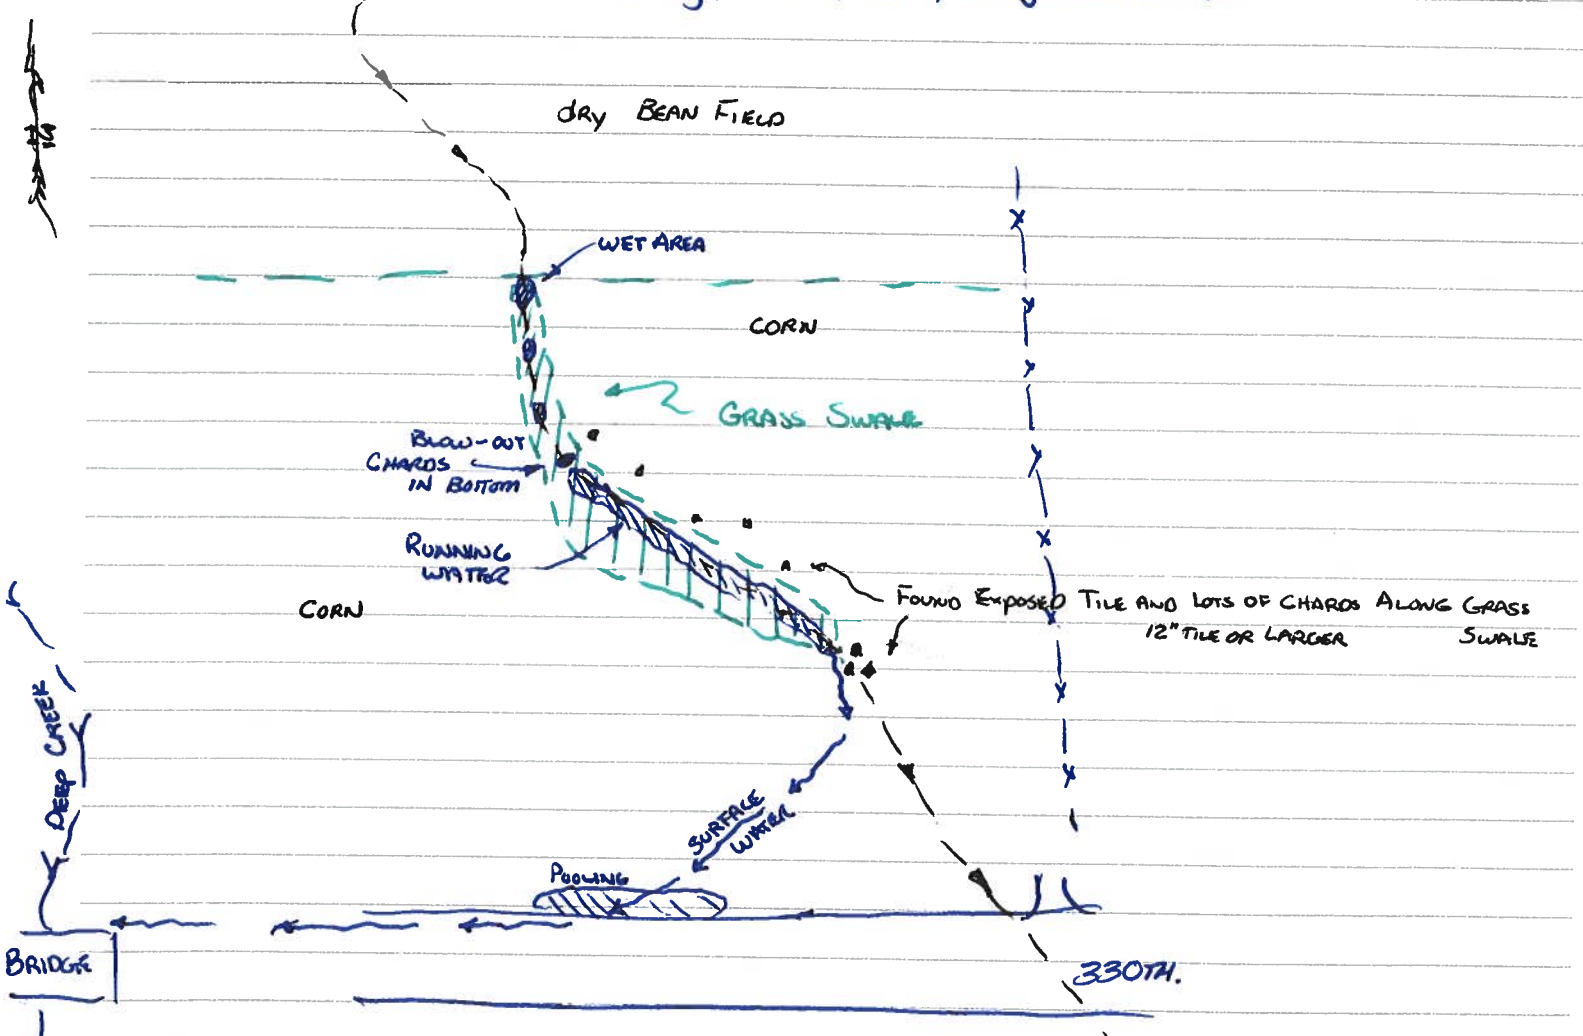 dry BEAN FIELD
WET AREA
CORN
GRASS SWALE
BLOW-OUT
CHARDS
IN BOTTOM
RUNNING
WATER
CORN
FOUND EXPOSED TILE AND LOTS OF CHARDS ALONG GRASS
12" TILE OR LARGER SWALE
DEEP CREEK
SURFACE
WATER
POOLING
BRIDGE
330TH.